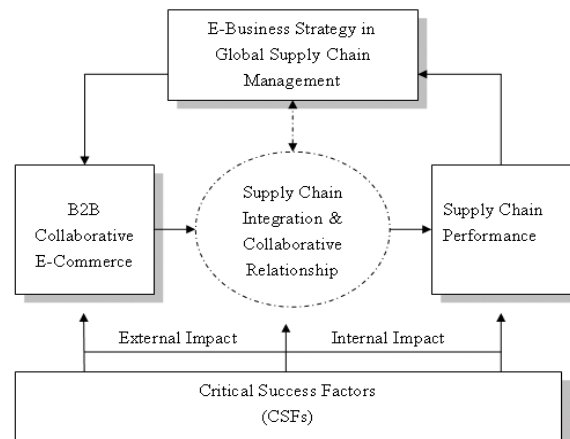 E-Business Strategy in
Global Supply Chain
Management
B2B
Collaborative
E-Commerce
Supply Chain
Integration &
Collaborative
Relationship
Supply Chain
Performance
External Impact
Internal Impact
Critical Success Factors
(CSFs)